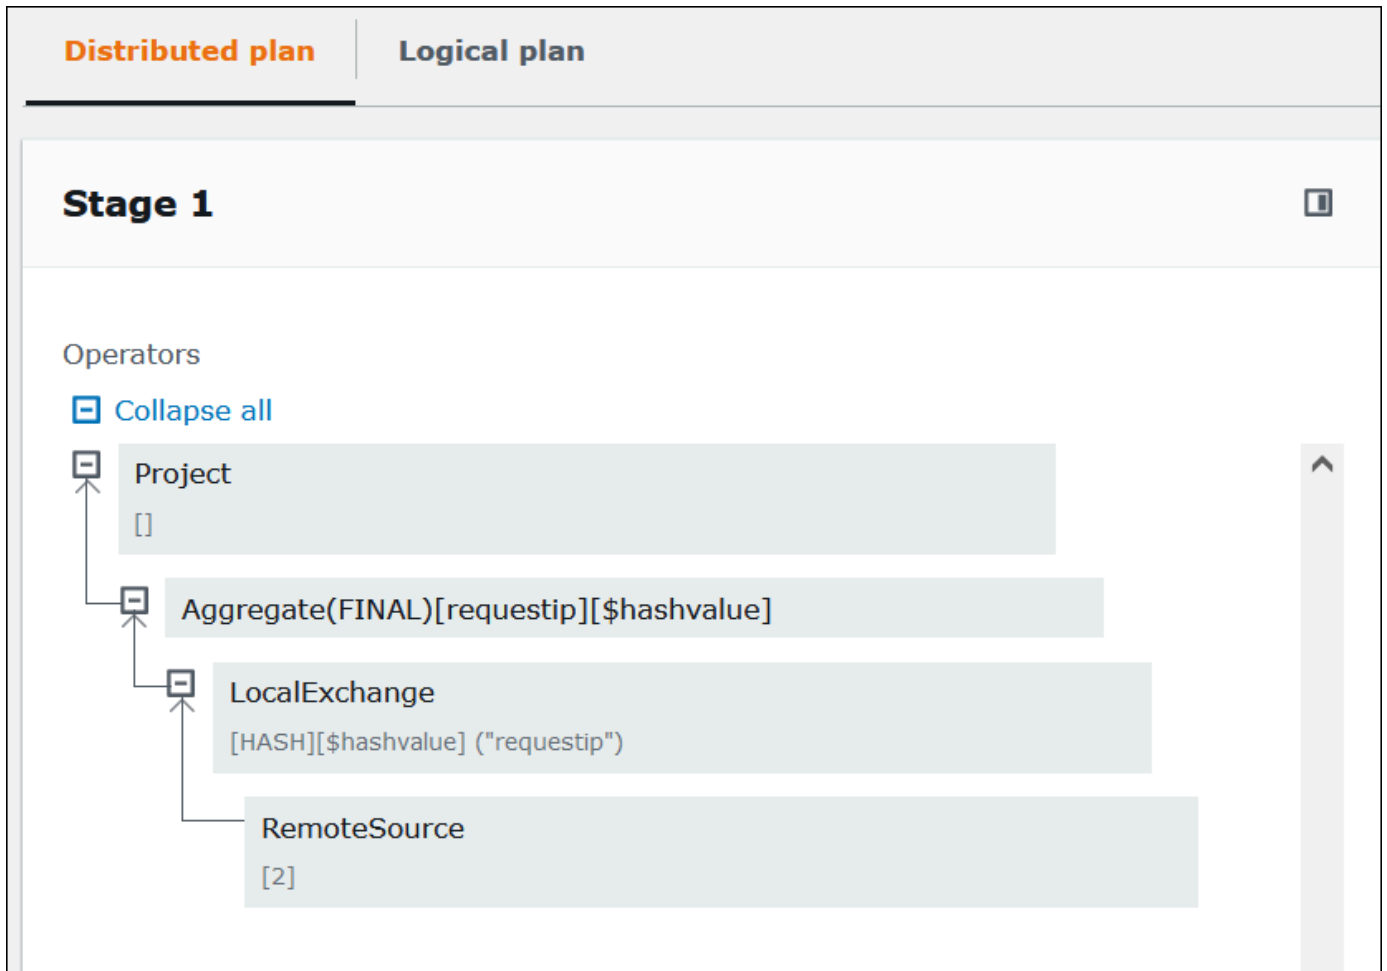 Distributed plan
Logical plan
Stage 1
Operators
Collapse all
Project
[]
Aggregate(FINAL)[requestip][$hashvalue]
LocalExchange
[HASH][$hashvalue] ("requestip")
RemoteSource
[2]